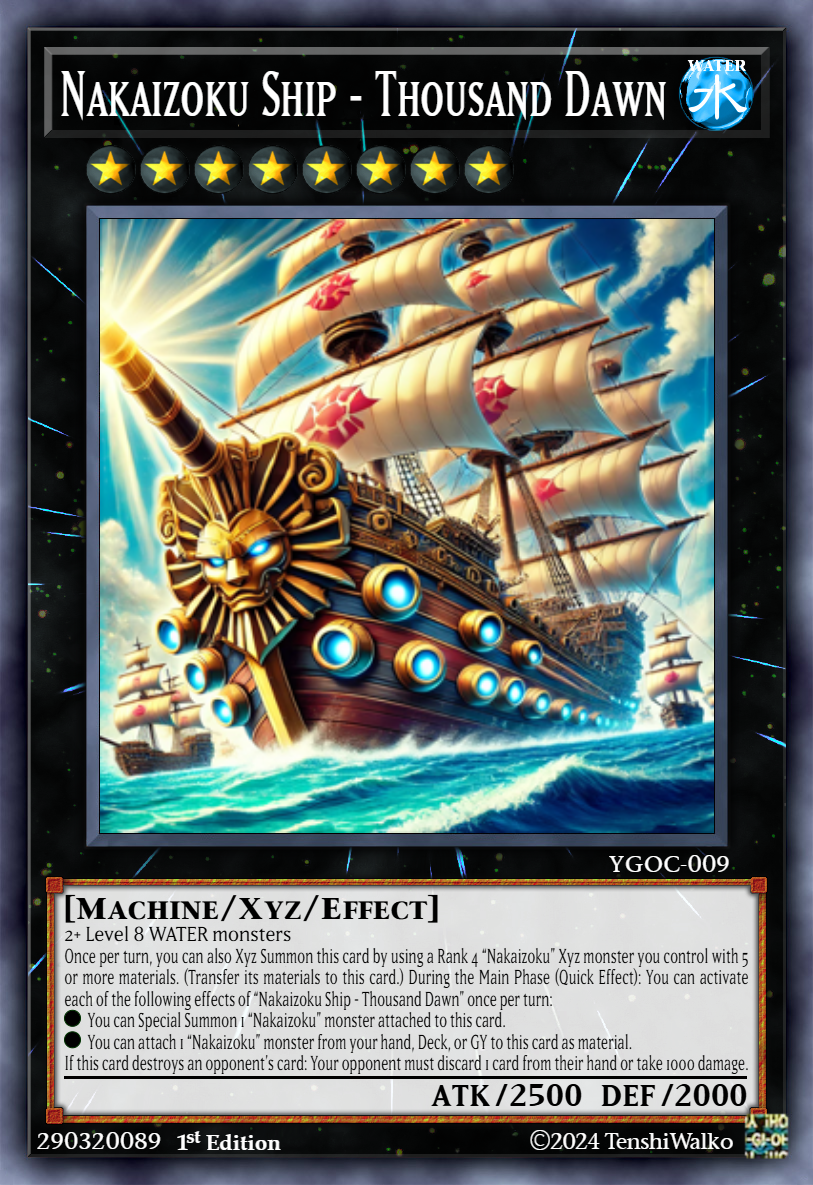 Nakaizoku Ship - Thousand Dawn
WATER
水
YGOC-009
[Machine/Xyz/Effect]
2+ Level 8 WATER monsters
Once per turn, you can also Xyz Summon this card by using a Rank 4 “Nakaizoku” Xyz monster you control with 5
or more materials. (Transfer its materials to this card.) During the Main Phase (Quick Effect): You can activate
each of the following effects of “Nakaizoku Ship - Thousand Dawn” once per turn:
● You can Special Summon 1 “Nakaizoku” monster attached to this card.
● You can attach 1 “Nakaizoku” monster from your hand, Deck, or GY to this card as material.
If this card destroys an opponent's card: Your opponent must discard 1 card from their hand or take 1000 damage.
ATK/2500 DEF/2000
290320089 1st Edition ©2024 TenshiWalko